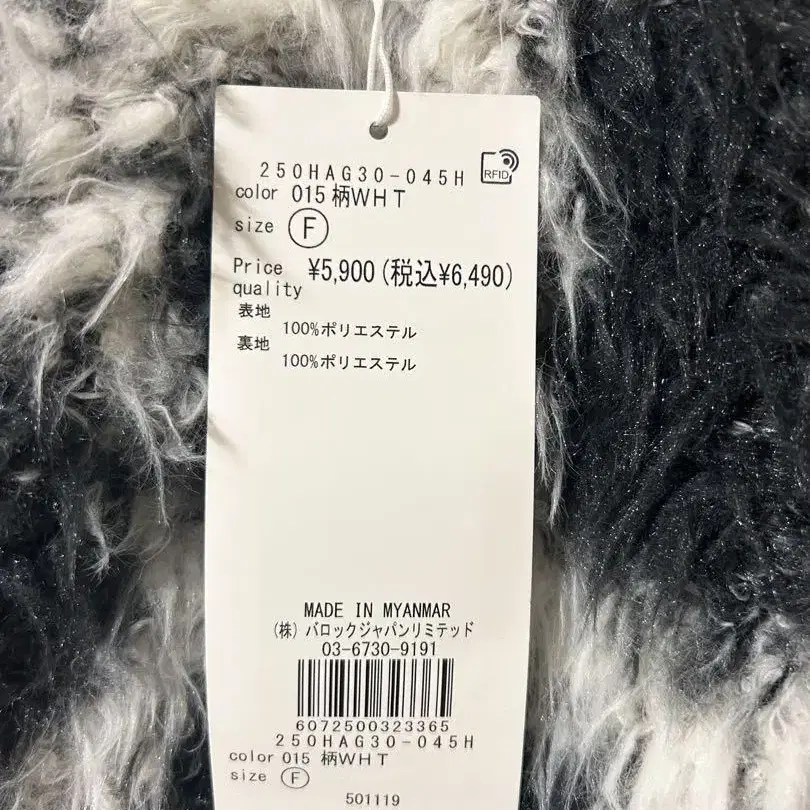 250HAG30-045H
RFID
color 015 柄WHT
size F
Price ¥5,900(税込¥6,490)
quality
表地
100%ポリエステル
裏地
100%ポリエステル
MADE IN MYANMAR
(株) バロックジャパンリミテッド
03-6730-9191
6072500323365
250HAG30-045H
color 015 柄WHT
size F
501119